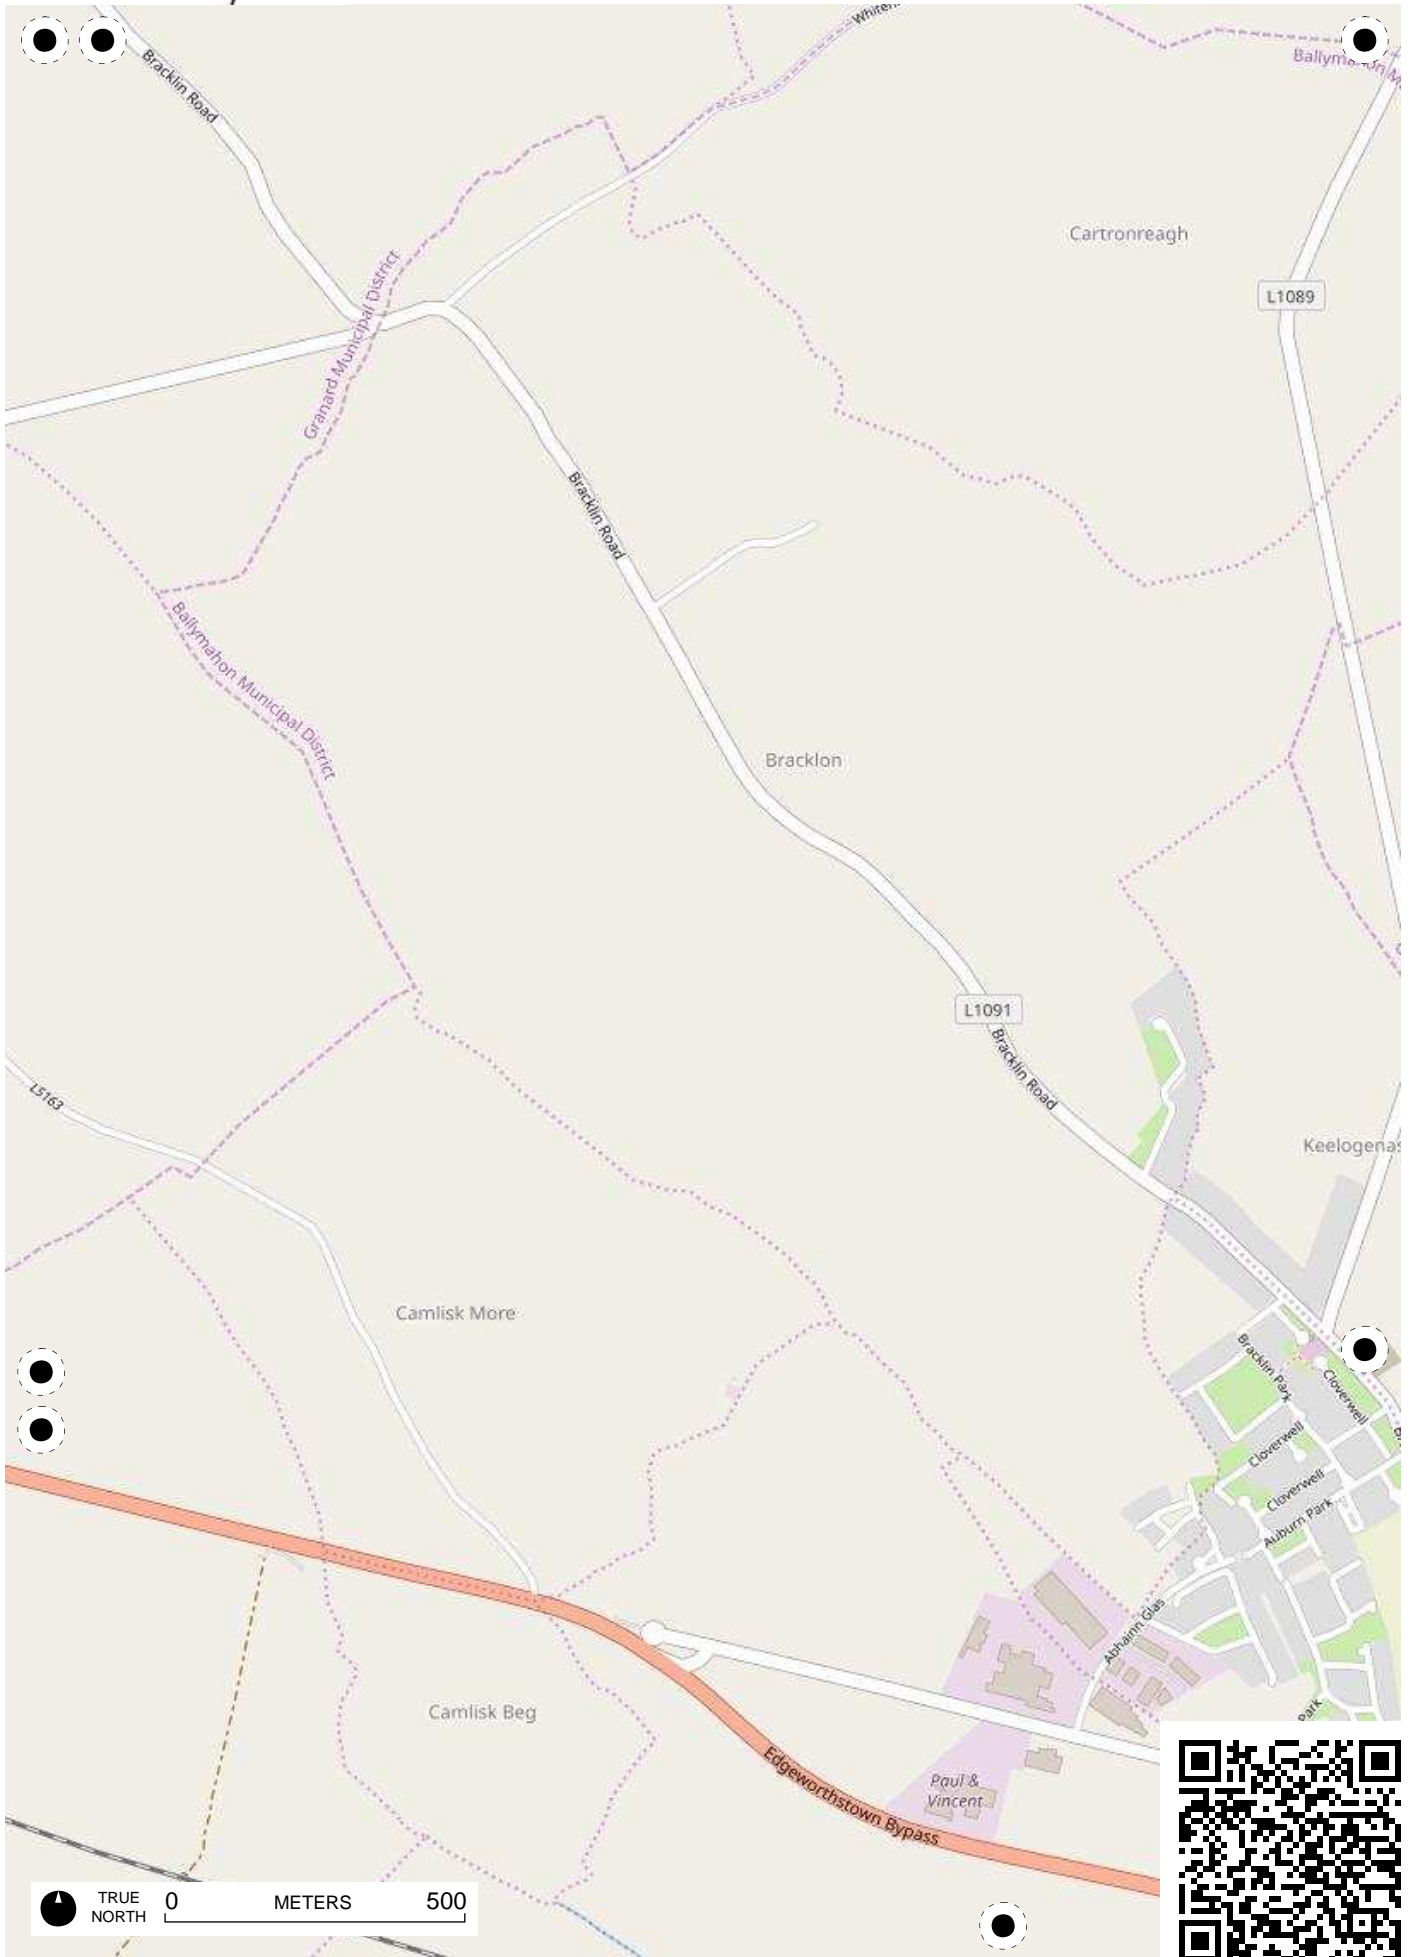 Bracklin Road
Cartronreagh
L1089
Granard Municipal District
Bracklin Road
Ballymahon Municipal District
Bracklon
L1091
Bracklin Road
L5163
Camlisk More
Bracklin Park
Cloverwell
Cloverwell
Cloverwell
Auburn Park
Abhainn Glas
Park
Camlisk Beg
Edgeworthstown Bypass
Paul &
Vincent
TRUE
NORTH
0 METERS 500